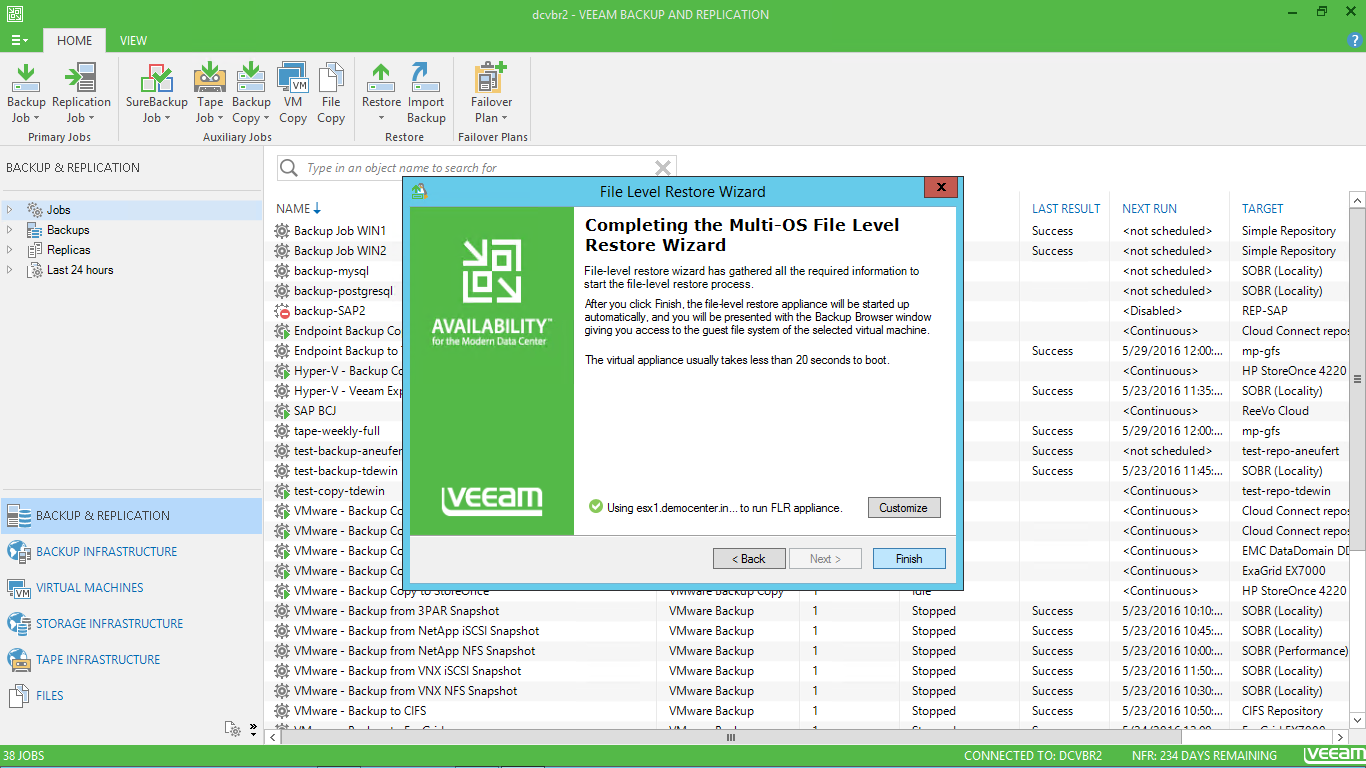 dcvbr2 - VEEAM BACKUP AND REPLICATION
HOME VIEW
Backup Job Replication Job SureBackup Job Tape Job Backup Copy VM Copy File Copy Restore Import Backup Failover Plan
Primary Jobs Auxiliary Jobs Restore Failover Plans
BACKUP & REPLICATION
Type in an object name to search for
Jobs
Backups
Replicas
Last 24 hours
BACKUP & REPLICATION
BACKUP INFRASTRUCTURE
VIRTUAL MACHINES
STORAGE INFRASTRUCTURE
TAPE INFRASTRUCTURE
FILES
File Level Restore Wizard
Completing the Multi-OS File Level
Restore Wizard
File-level restore wizard has gathered all the required information to
start the file-level restore process.
After you click Finish, the file-level restore appliance will be started up
automatically, and you will be presented with the Backup Browser window
giving you access to the guest file system of the selected virtual machine.
The virtual appliance usually takes less than 20 seconds to boot.
AVAILABILITY™
for the Modern Data Center
veeam
Using esx1.democenter.in... to run FLR appliance. Customize
< Back Next > Finish
NAME LAST RESULT NEXT RUN TARGET
Backup Job WIN1 Success <not scheduled> Simple Repository
Backup Job WIN2 Success <not scheduled> Simple Repository
backup-mysql <not scheduled> SOBR (Locality)
backup-postgresql <not scheduled> SOBR (Locality)
backup-SAP2 <Disabled> REP-SAP
Endpoint Backup Co <Continuous> Cloud Connect repos
Endpoint Backup to Success 5/29/2016 12:00:... mp-gfs
Hyper-V - Backup Co <Continuous> HP StoreOnce 4220
Hyper-V - Veeam Exp Success 5/23/2016 11:35:... SOBR (Locality)
SAP BCJ <Continuous> ReeVo Cloud
tape-weekly-full Success 5/29/2016 12:00:... mp-gfs
test-backup-aneufer Success <not scheduled> test-repo-aneufert
test-backup-tdewin Success 5/23/2016 11:45:... SOBR (Locality)
test-copy-tdewin <Continuous> test-repo-tdewin
VMware - Backup Co <Continuous> Cloud Connect repos
VMware - Backup Co <Continuous> Cloud Connect repos
VMware - Backup Co <Continuous> EMC DataDomain DD
VMware - Backup Co <Continuous> ExaGrid EX7000
VMware - Backup Copy to StoreOnce VMware Backup Copy 1 Idle <Continuous> HP StoreOnce 4220
VMware - Backup from 3PAR Snapshot VMware Backup 1 Stopped Success 5/23/2016 10:10:... SOBR (Locality)
VMware - Backup from NetApp iSCSI Snapshot VMware Backup 1 Stopped Success 5/23/2016 10:45:... SOBR (Locality)
VMware - Backup from NetApp NFS Snapshot VMware Backup 1 Stopped Success 5/23/2016 10:00:... SOBR (Performance)
VMware - Backup from VNX iSCSI Snapshot VMware Backup 1 Stopped Success 5/23/2016 11:50:... SOBR (Locality)
VMware - Backup from VNX NFS Snapshot VMware Backup 1 Stopped Success 5/23/2016 10:30:... SOBR (Locality)
VMware - Backup to CIFS VMware Backup 1 Stopped Success 5/23/2016 10:50:... CIFS Repository
38 JOBS CONNECTED TO: DCVBR2 NFR: 234 DAYS REMAINING veeam